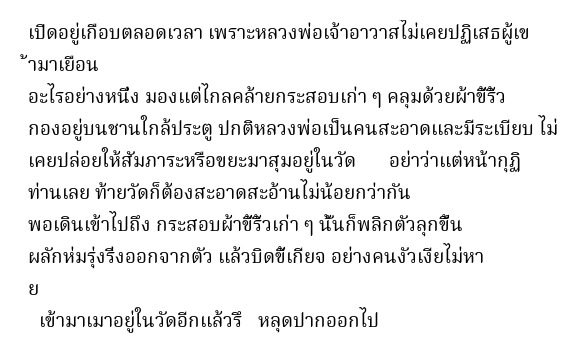 เปิดอยู่เกือบตลอดเวลา เพราะหลวงพ่อเจ้าอาวาสไม่เคยปฏิเสธผู้เข
้ามาเยือน
อะไรอย่างหนึ่ง มองแต่ไกลคล้ายกระสอบเก่า ๆ คลุมด้วยผ้าขี้ริ้ว
กองอยู่บนชานใกล้ประตู ปกติหลวงพ่อเป็นคนสะอาดและมีระเบียบ ไม่
เคยปล่อยให้สัมภาระหรือขยะมาสุมอยู่ในวัด อย่าว่าแต่หน้ากุฏิ
ท่านเลย ท้ายวัดก็ต้องสะอาดสะอ้านไม่น้อยกว่ากัน
พอเดินเข้าไปถึง กระสอบผ้าขี้ริ้วเก่า ๆ นั้นก็พลิกตัวลุกขึ้น
ผลักห่มรุ่งริ่งออกจากตัว แล้วบิดขี้เกียจ อย่างคนงัวเงียไม่หา
ย
เข้ามาเมาอยู่ในวัดอีกแล้วรึ หลุดปากออกไป